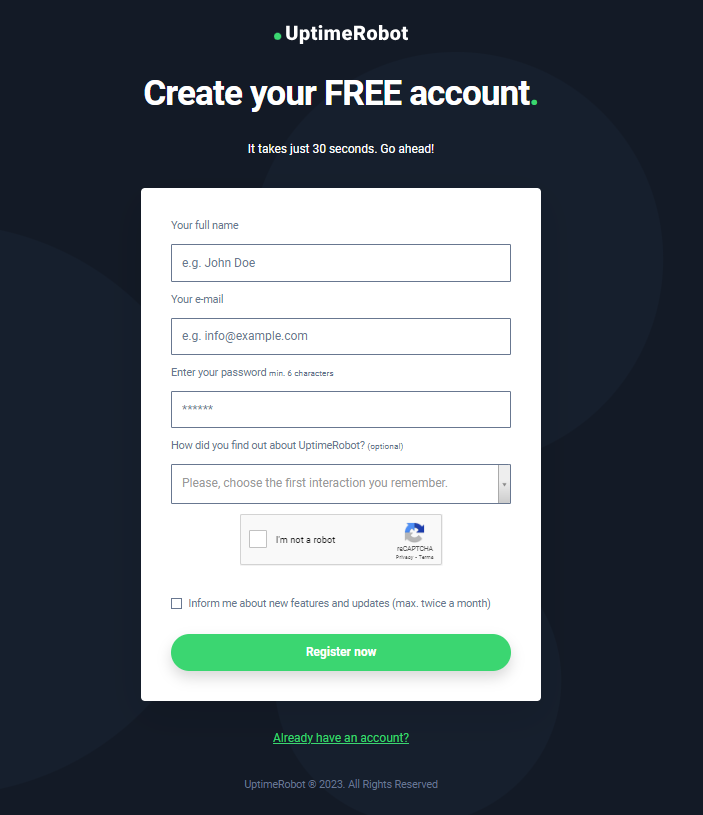 UptimeRobot
Create your FREE account.
It takes just 30 seconds. Go ahead!
Your full name
e.g. John Doe
Your e-mail
e.g. info@example.com
Enter your password min. 6 characters
******
How did you find out about UptimeRobot? (optional)
Please, choose the first interaction you remember.
I'm not a robot
reCAPTCHA
Privacy - Terms
Inform me about new features and updates (max. twice a month)
Register now
Already have an account?
UptimeRobot ® 2023. All Rights Reserved